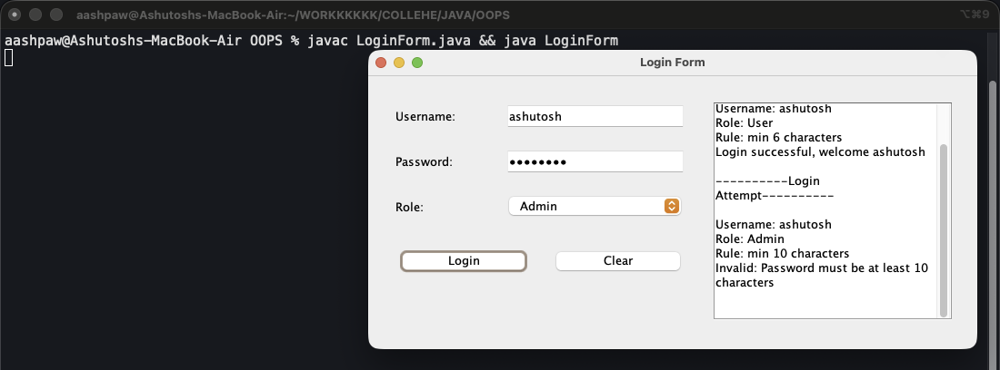 aashpaw@Ashutoshs-MacBook-Air:~/WORKKKKKK/COLLEHE/JAVA/OOPS
⌥⌘9
aashpaw@Ashutoshs-MacBook-Air OOPS % javac LoginForm.java && java LoginForm
Login Form
Username:
ashutosh
Password:
••••••••
Role:
Admin
Login
Clear
Username: ashutosh
Role: User
Rule: min 6 characters
Login successful, welcome ashutosh
----------Login
Attempt----------
Username: ashutosh
Role: Admin
Rule: min 10 characters
Invalid: Password must be at least 10
characters